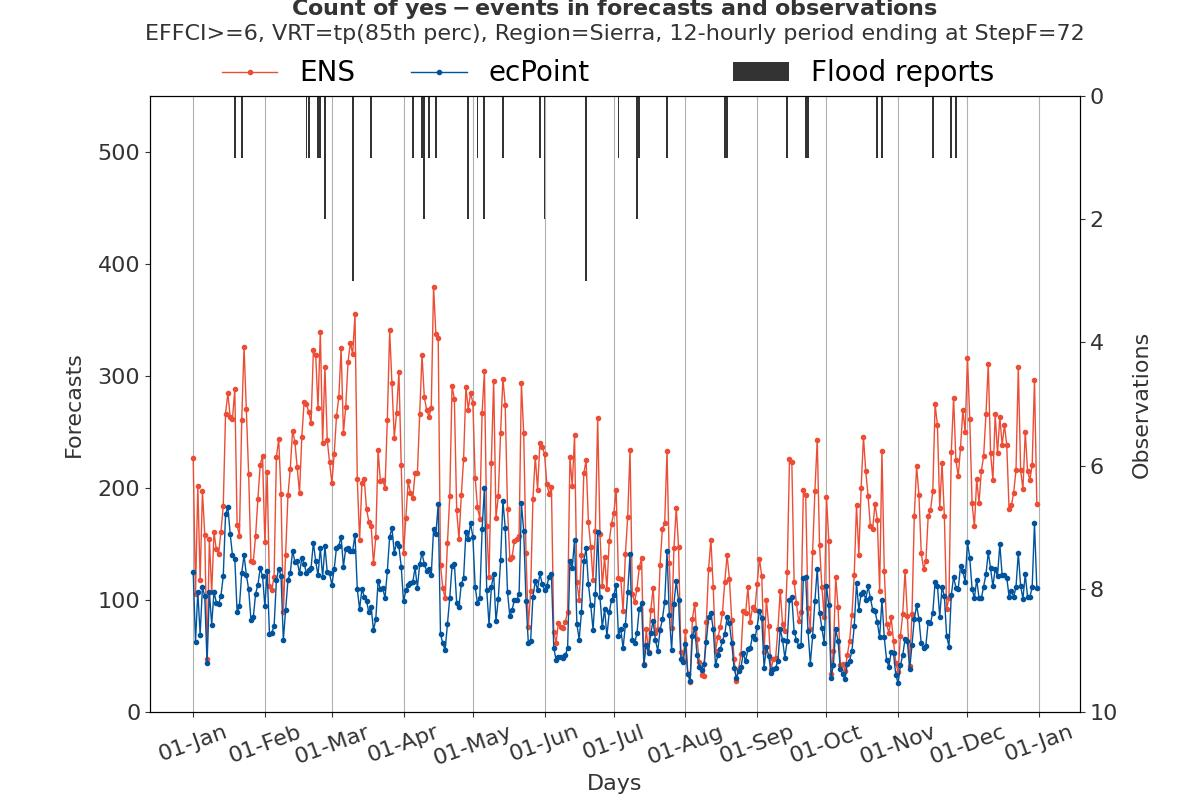 Count of yes − events in forecasts and observations
EFFCI>=6, VRT=tp(85th perc), Region=Sierra, 12-hourly period ending at StepF=72
ENS ecPoint Flood reports
Forecasts
500
400
300
200
100
0
0
2
4
6
8
10
Observations
01-Jan 01-Feb 01-Mar 01-Apr 01-May 01-Jun 01-Jul 01-Aug 01-Sep 01-Oct 01-Nov 01-Dec 01-Jan
Days